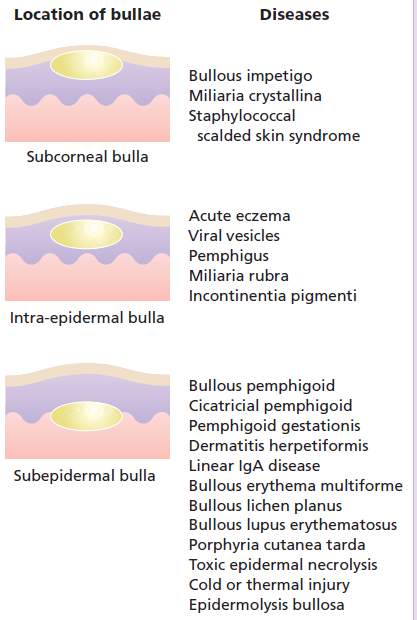 Location of bullae
Diseases
Subcorneal bulla
Bullous impetigo
Miliaria crystallina
Staphylococcal
scalded skin syndrome
Intra-epidermal bulla
Acute eczema
Viral vesicles
Pemphigus
Miliaria rubra
Incontinentia pigmenti
Subepidermal bulla
Bullous pemphigoid
Cicatricial pemphigoid
Pemphigoid gestationis
Dermatitis herpetiformis
Linear IgA disease
Bullous erythema multiforme
Bullous lichen planus
Bullous lupus erythematosus
Porphyria cutanea tarda
Toxic epidermal necrolysis
Cold or thermal injury
Epidermolysis bullosa